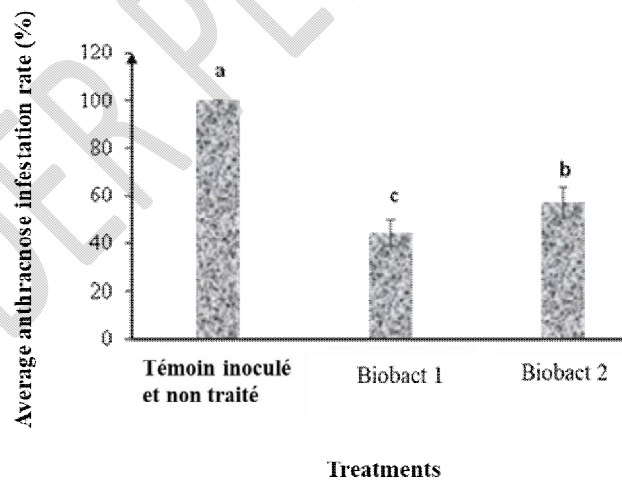 Average anthracnose infestation rate (%)
120
100
80
60
40
20
0
a
c
b
Témoin inoculé
et non traité
Biobact 1
Biobact 2
Treatments